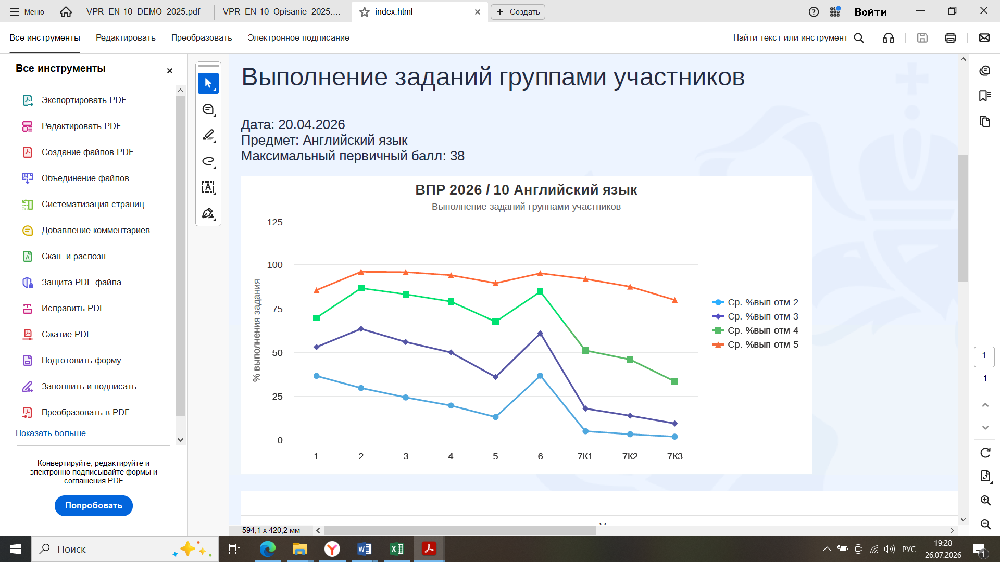 Меню
VPR_EN-10_DEMO_2025.pdf
VPR_EN-10_Opisanie_2025....
index.html
Создать
Войти
Все инструменты
Редактировать
Преобразовать
Электронное подписание
Найти текст или инструмент
Все инструменты
Экспортировать PDF
Редактировать PDF
Создание файлов PDF
Объединение файлов
Систематизация страниц
Добавление комментариев
Скан. и распозн.
Защита PDF-файла
Исправить PDF
Сжатие PDF
Подготовить форму
Заполнить и подписать
Преобразовать в PDF
Показать больше
Конвертируйте, редактируйте и
электронно подписывайте формы и
соглашения PDF
Попробовать
Выполнение заданий группами участников
Дата: 20.04.2026
Предмет: Английский язык
Максимальный первичный балл: 38
ВПР 2026 / 10 Английский язык
Выполнение заданий группами участников
% выполнения задания
125
100
75
50
25
0
1 2 3 4 5 6 7К1 7К2 7К3
Ср. %вып отм 2
Ср. %вып отм 3
Ср. %вып отм 4
Ср. %вып отм 5
1
1
594,1 x 420,2 мм
Поиск
РУС
19:28
26.07.2026
1